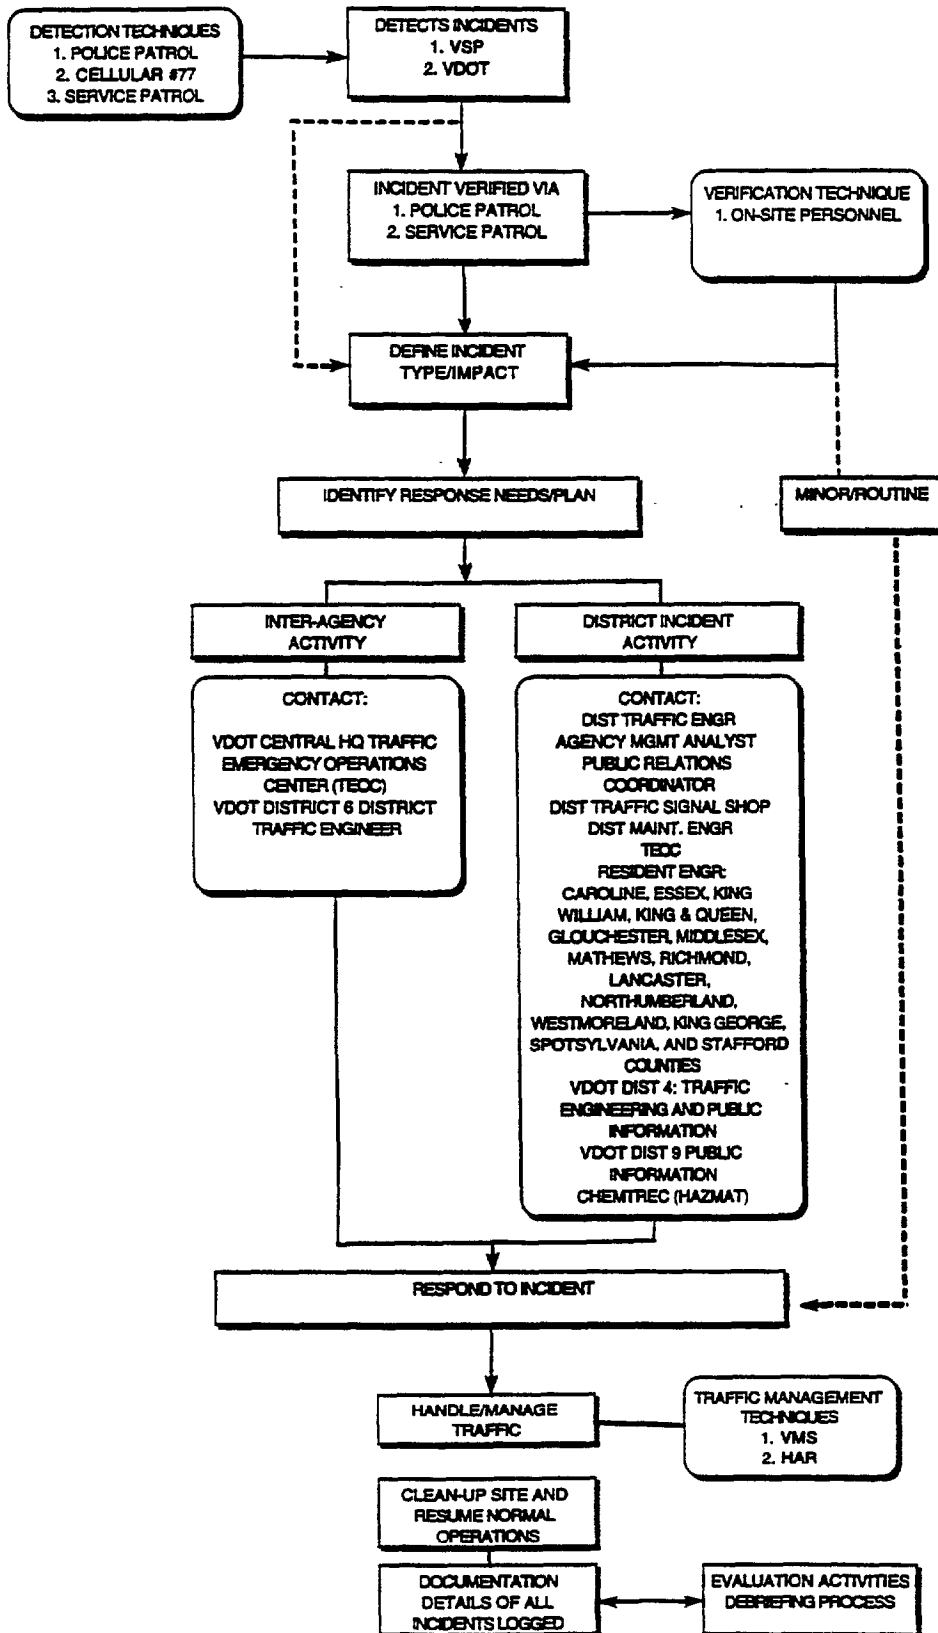 DETECTION TECHNIQUES
1. POLICE PATROL
2. CELLULAR #77
3. SERVICE PATROL
DETECTS INCIDENTS
1. VSP
2. VDOT
INCIDENT VERIFIED VIA
1. POLICE PATROL
2. SERVICE PATROL
VERIFICATION TECHNIQUE
1. ON-SITE PERSONNEL
DEFINE INCIDENT
TYPE/IMPACT
IDENTIFY RESPONSE NEEDS/PLAN
MINOR/ROUTINE
INTER-AGENCY
ACTIVITY
DISTRICT INCIDENT
ACTIVITY
CONTACT:
VDOT CENTRAL HQ TRAFFIC
EMERGENCY OPERATIONS
CENTER (TEOC)
VDOT DISTRICT 6 DISTRICT
TRAFFIC ENGINEER
CONTACT:
DIST TRAFFIC ENGR
AGENCY MGMT ANALYST
PUBLIC RELATIONS
COORDINATOR
DIST TRAFFIC SIGNAL SHOP
DIST MAINT. ENGR
TEOC
RESIDENT ENGR:
CAROLINE, ESSEX, KING
WILLIAM, KING & QUEEN,
GLOUCHESTER, MIDDLESEX,
MATHEWS, RICHMOND,
LANCASTER,
NORTHUMBERLAND,
WESTMORELAND, KING GEORGE,
SPOTSYLVANIA, AND STAFFORD
COUNTIES
VDOT DIST 4: TRAFFIC
ENGINEERING AND PUBLIC
INFORMATION
VDOT DIST 9 PUBLIC
INFORMATION
CHEMTREC (HAZMAT)
RESPOND TO INCIDENT
HANDLE/MANAGE
TRAFFIC
TRAFFIC MANAGEMENT
TECHNIQUES
1. VMS
2. HAR
CLEAN-UP SITE AND
RESUME NORMAL
OPERATIONS
DOCUMENTATION
DETAILS OF ALL
INCIDENTS LOGGED
EVALUATION ACTIVITIES
DEBRIEFING PROCESS